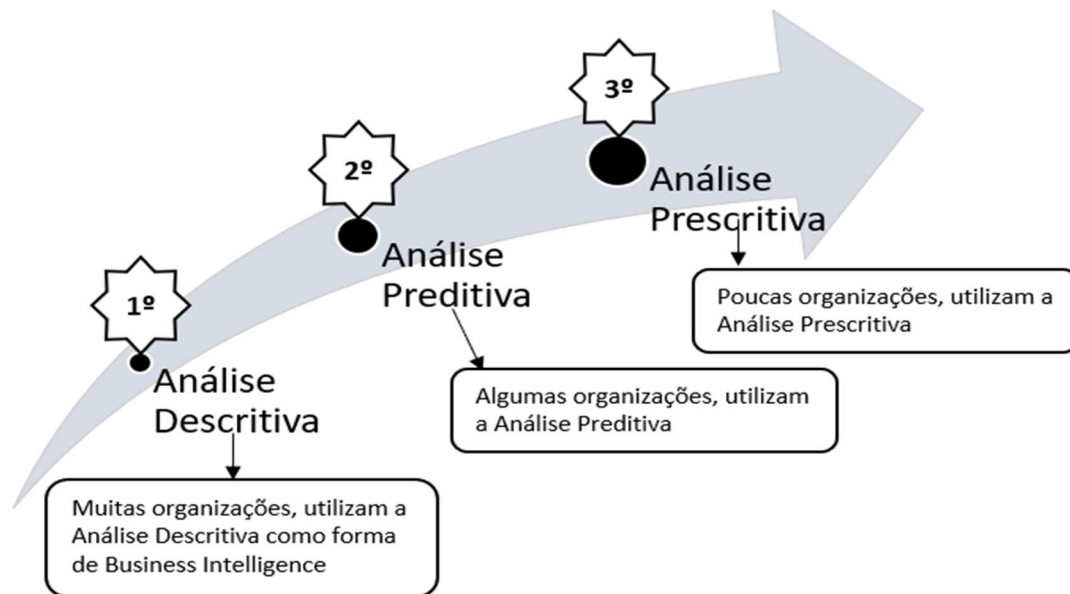 1º
Análise
Descritiva
Muitas organizações, utilizam a
Análise Descritiva como forma
de Business Intelligence
2º
Análise
Preditiva
Algumas organizações, utilizam
a Análise Preditiva
3º
Análise
Prescritiva
Poucas organizações, utilizam a
Análise Prescritiva